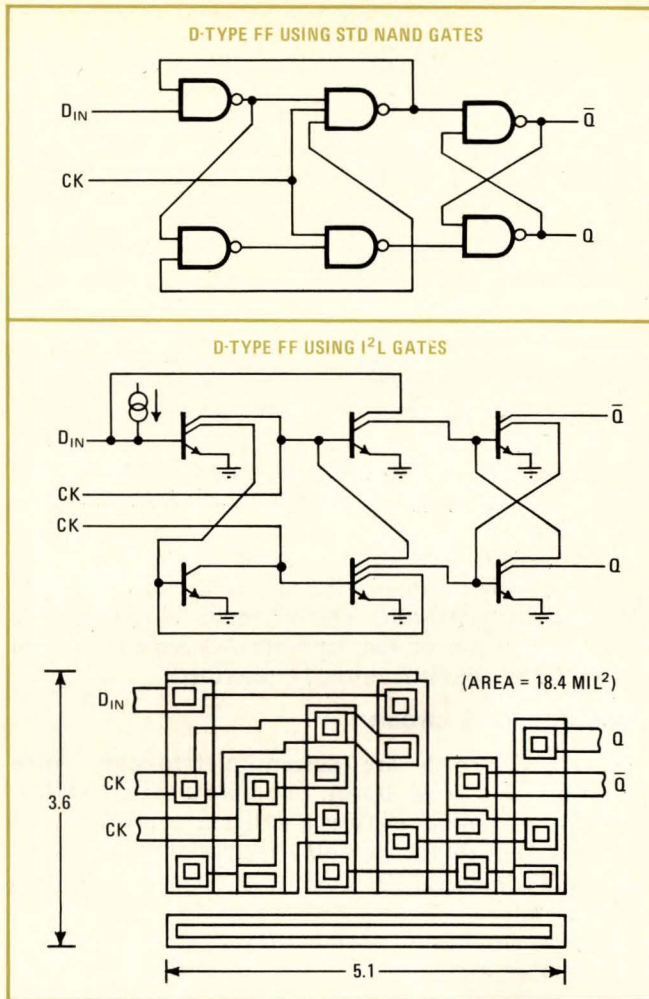 D-TYPE FF USING STD NAND GATES
D_IN
Q̅
CK
Q
D-TYPE FF USING I²L GATES
D_IN
Q̅
CK
CK
Q
(AREA = 18.4 MIL²)
D_IN
Q
CK
Q̅
3.6
CK
5.1